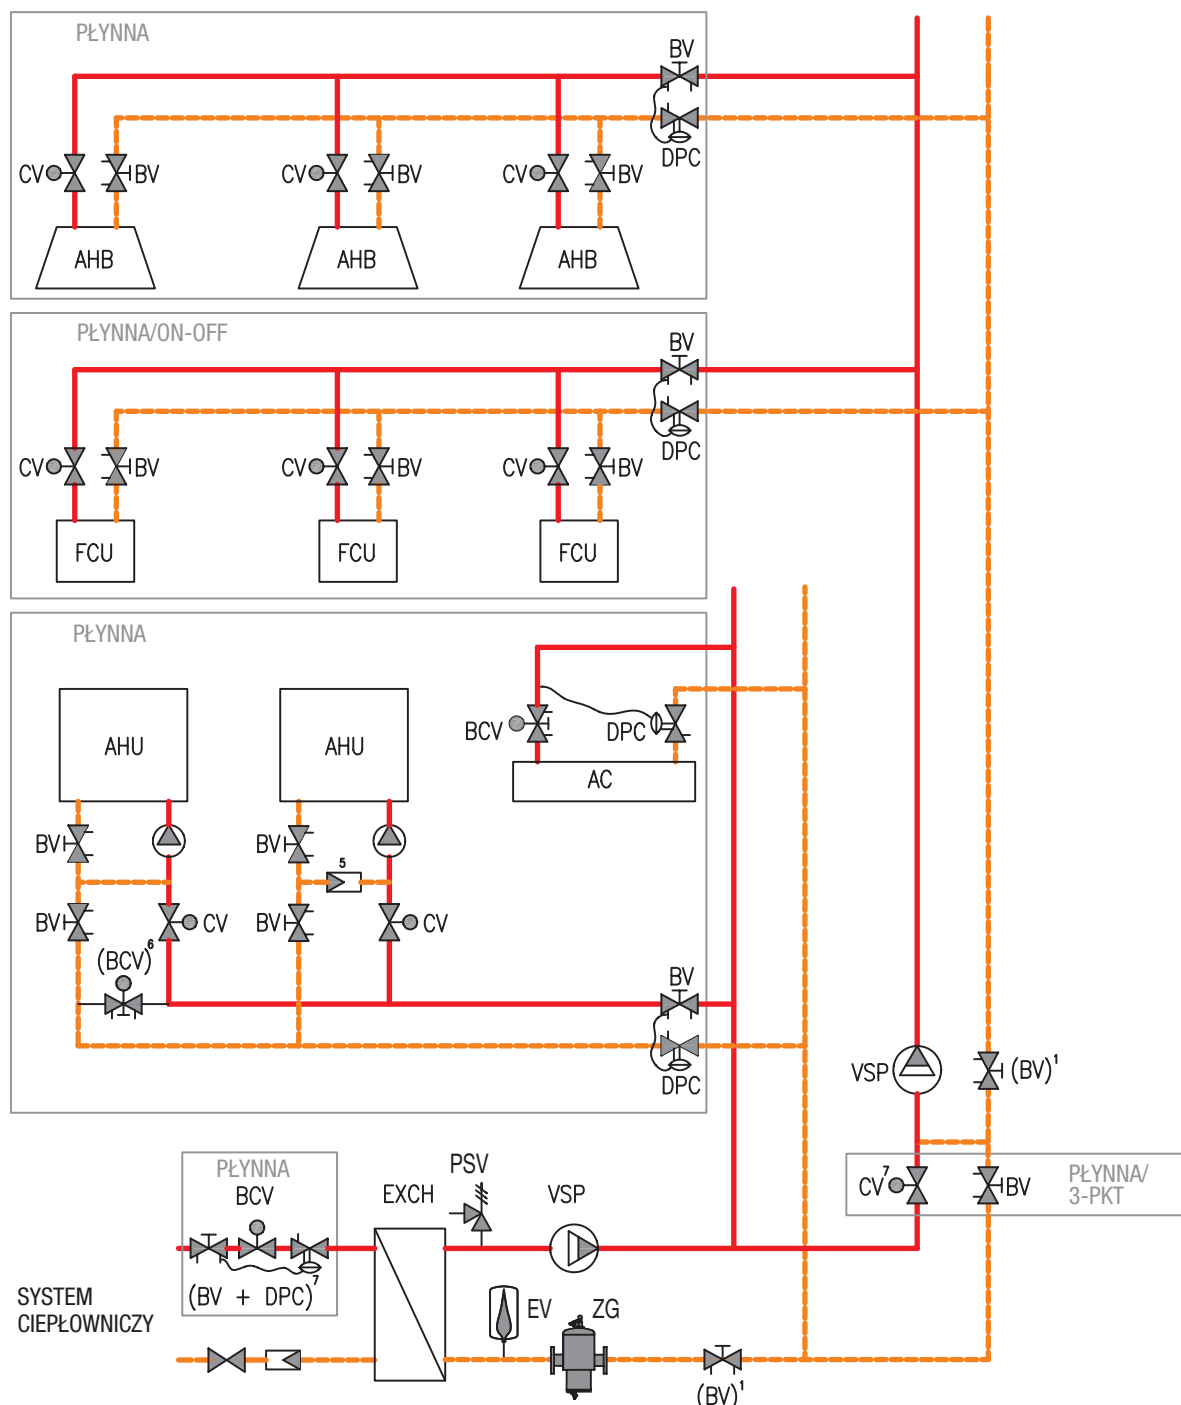 PŁYNNA
BV
DPC
CV BV CV BV CV BV
AHB AHB AHB
PŁYNNA/ON-OFF
BV
DPC
CV BV CV BV CV BV
FCU FCU FCU
PŁYNNA
AHU AHU BCV DPC
AC
BV BV 5
BV CV BV CV
(BCV)6
BV
DPC
VSP (BV)1
PŁYNNA
BCV EXCH PSV VSP
CV7 BV PŁYNNA/
3-PKT
(BV + DPC)7
SYSTEM
CIEPŁOWNICZY
EV ZG
(BV)1